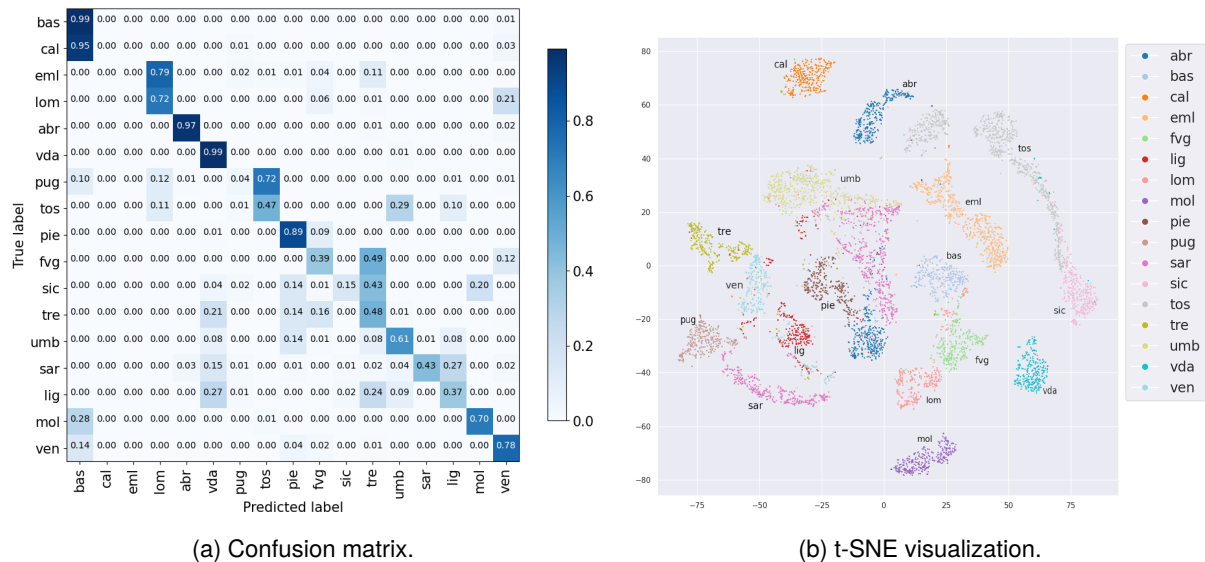 bas 0.99 0.00 0.00 0.00 0.00 0.00 0.00 0.00 0.00 0.00 0.00 0.00 0.00 0.00 0.00 0.00 0.01
cal 0.95 0.00 0.00 0.00 0.00 0.00 0.01 0.00 0.00 0.00 0.00 0.00 0.00 0.00 0.00 0.00 0.03
eml 0.00 0.00 0.00 0.79 0.00 0.00 0.02 0.01 0.01 0.04 0.00 0.11 0.00 0.00 0.00 0.00 0.00
lom 0.00 0.00 0.00 0.72 0.00 0.00 0.00 0.00 0.00 0.06 0.00 0.01 0.00 0.00 0.00 0.00 0.21
abr 0.00 0.00 0.00 0.00 0.97 0.00 0.00 0.00 0.00 0.00 0.00 0.01 0.00 0.00 0.00 0.00 0.02
vda 0.00 0.00 0.00 0.00 0.00 0.99 0.00 0.00 0.00 0.00 0.00 0.00 0.01 0.00 0.00 0.00 0.00
pug 0.10 0.00 0.00 0.12 0.01 0.00 0.04 0.72 0.00 0.00 0.00 0.00 0.00 0.00 0.01 0.00 0.01
tos 0.00 0.00 0.00 0.11 0.00 0.00 0.01 0.47 0.00 0.00 0.00 0.00 0.29 0.00 0.10 0.00 0.00
pie 0.00 0.00 0.00 0.00 0.00 0.01 0.00 0.00 0.89 0.09 0.00 0.00 0.00 0.00 0.00 0.00 0.00
fvg 0.00 0.00 0.00 0.00 0.00 0.00 0.00 0.00 0.00 0.39 0.00 0.49 0.00 0.00 0.00 0.00 0.12
sic 0.00 0.00 0.00 0.00 0.00 0.04 0.02 0.00 0.14 0.01 0.15 0.43 0.00 0.00 0.00 0.20 0.00
tre 0.00 0.00 0.00 0.00 0.00 0.21 0.00 0.00 0.14 0.16 0.00 0.48 0.01 0.00 0.00 0.00 0.00
umb 0.00 0.00 0.00 0.00 0.00 0.08 0.00 0.00 0.14 0.01 0.00 0.08 0.61 0.01 0.08 0.00 0.00
sar 0.00 0.00 0.00 0.00 0.03 0.15 0.00 0.00 0.01 0.00 0.01 0.02 0.04 0.43 0.27 0.00 0.02
lig 0.00 0.00 0.00 0.00 0.00 0.27 0.00 0.00 0.02 0.00 0.00 0.24 0.09 0.00 0.37 0.00 0.00
mol 0.28 0.00 0.00 0.00 0.00 0.00 0.00 0.01 0.00 0.00 0.00 0.00 0.00 0.00 0.00 0.70 0.00
ven 0.14 0.00 0.00 0.00 0.00 0.00 0.00 0.00 0.04 0.02 0.00 0.01 0.00 0.00 0.00 0.00 0.78
bas cal eml lom abr vda pug tos pie fvg sic tre umb sar lig mol ven
Predicted label
True label
0.8
0.6
0.4
0.2
0.0
(a) Confusion matrix.
80
60
40
20
0
−20
−40
−60
−80
−75 −50 −25 0 25 50 75
cal
abr
tos
umb
eml
tre
bas
ven
pie
sic
pug
lig
fvg
vda
sar
lom
mol
abr
bas
cal
eml
fvg
lig
lom
mol
pie
pug
sar
sic
tos
tre
umb
vda
ven
(b) t-SNE visualization.